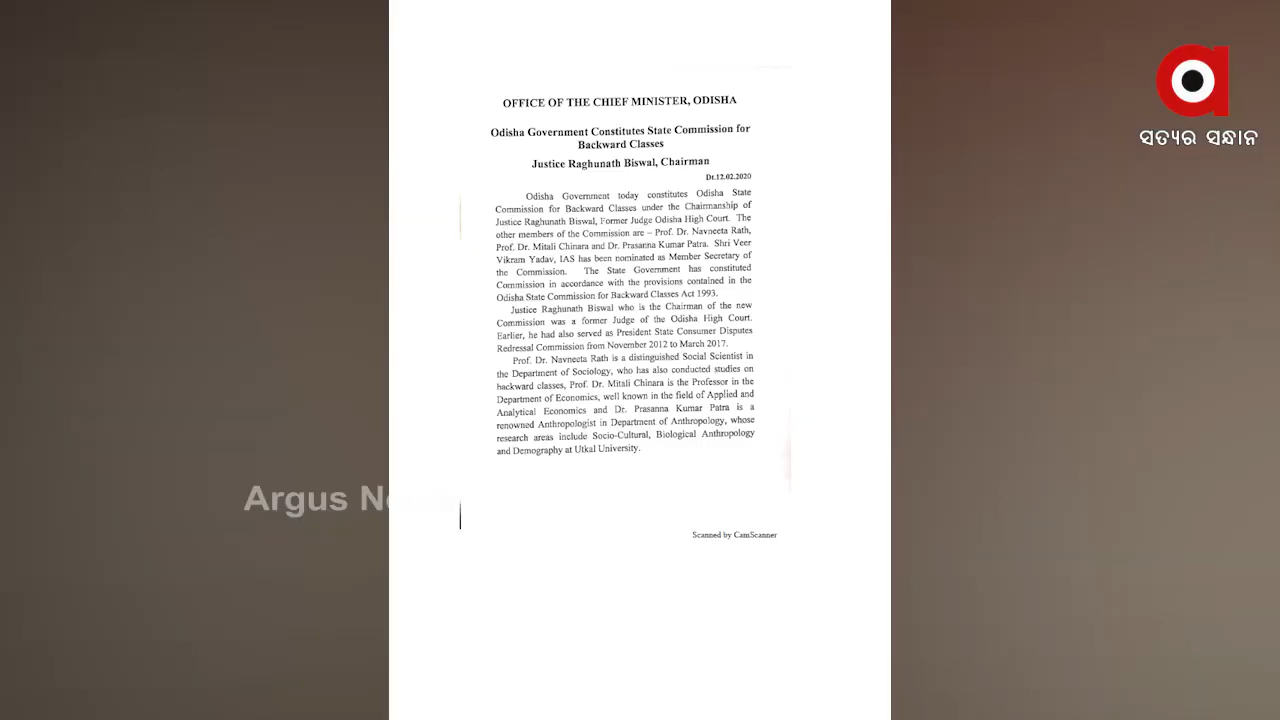 OFFICE OF THE CHIEF MINISTER, ODISHA
Odisha Government Constitutes State Commission for
Backward Classes
Justice Raghunath Biswal, Chairman
Dt.12.02.2020
Odisha Government today constitutes Odisha State
Commission for Backward Classes under the Chairmanship of
Justice Raghunath Biswal, Former Judge Odisha High Court. The
other members of the Commission are – Prof. Dr. Navneeta Rath,
Prof. Dr. Mitali Chinara and Dr. Prasanna Kumar Patra. Shri Veer
Vikram Yadav, IAS has been nominated as Member Secretary of
the Commission. The State Government has constituted
Commission in accordance with the provisions contained in the
Odisha State Commission for Backward Classes Act 1993.
Justice Raghunath Biswal who is the Chairman of the new
Commission was a former Judge of the Odisha High Court.
Earlier, he had also served as President State Consumer Disputes
Redressal Commission from November 2012 to March 2017.
Prof. Dr. Navneeta Rath is a distinguished Social Scientist in
the Department of Sociology, who has also conducted studies on
backward classes, Prof. Dr. Mitali Chinara is the Professor in the
Department of Economics, well known in the field of Applied and
Analytical Economics and Dr. Prasanna Kumar Patra is a
renowned Anthropologist in Department of Anthropology, whose
research areas include Socio-Cultural, Biological Anthropology
and Demography at Utkal University.
Scanned by CamScanner
ସତ୍ୟର ସନ୍ଧାନ
Argus